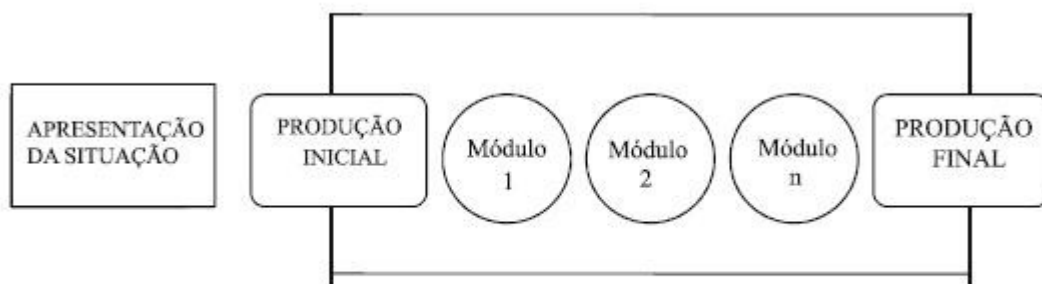 APRESENTAÇÃO
DA SITUAÇÃO
PRODUÇÃO
INICIAL
Módulo
1
Módulo
2
Módulo
n
PRODUÇÃO
FINAL